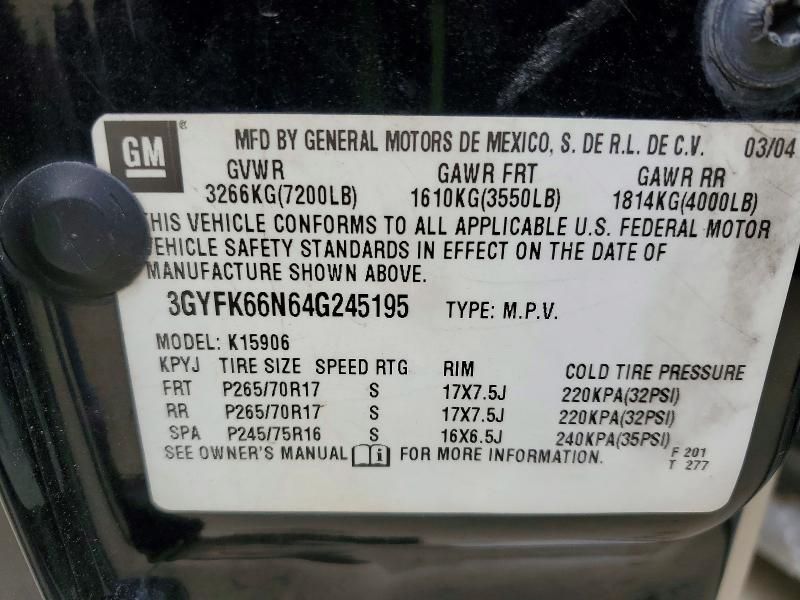 GM ®
MFD BY GENERAL MOTORS DE MEXICO, S. DE R.L. DE C.V. 03/04
GVWR GAWR FRT GAWR RR
3266KG(7200LB) 1610KG(3550LB) 1814KG(4000LB)
THIS VEHICLE CONFORMS TO ALL APPLICABLE U.S. FEDERAL MOTOR
VEHICLE SAFETY STANDARDS IN EFFECT ON THE DATE OF
MANUFACTURE SHOWN ABOVE.
3GYFK66N64G245195 TYPE: M.P.V.
MODEL: K15906
KPYJ TIRE SIZE SPEED RTG RIM COLD TIRE PRESSURE
FRT P265/70R17 S 17X7.5J 220KPA(32PSI)
RR P265/70R17 S 17X7.5J 220KPA(32PSI)
SPA P245/75R16 S 16X6.5J 240KPA(35PSI)
SEE OWNER'S MANUAL i FOR MORE INFORMATION. F 201
T 277